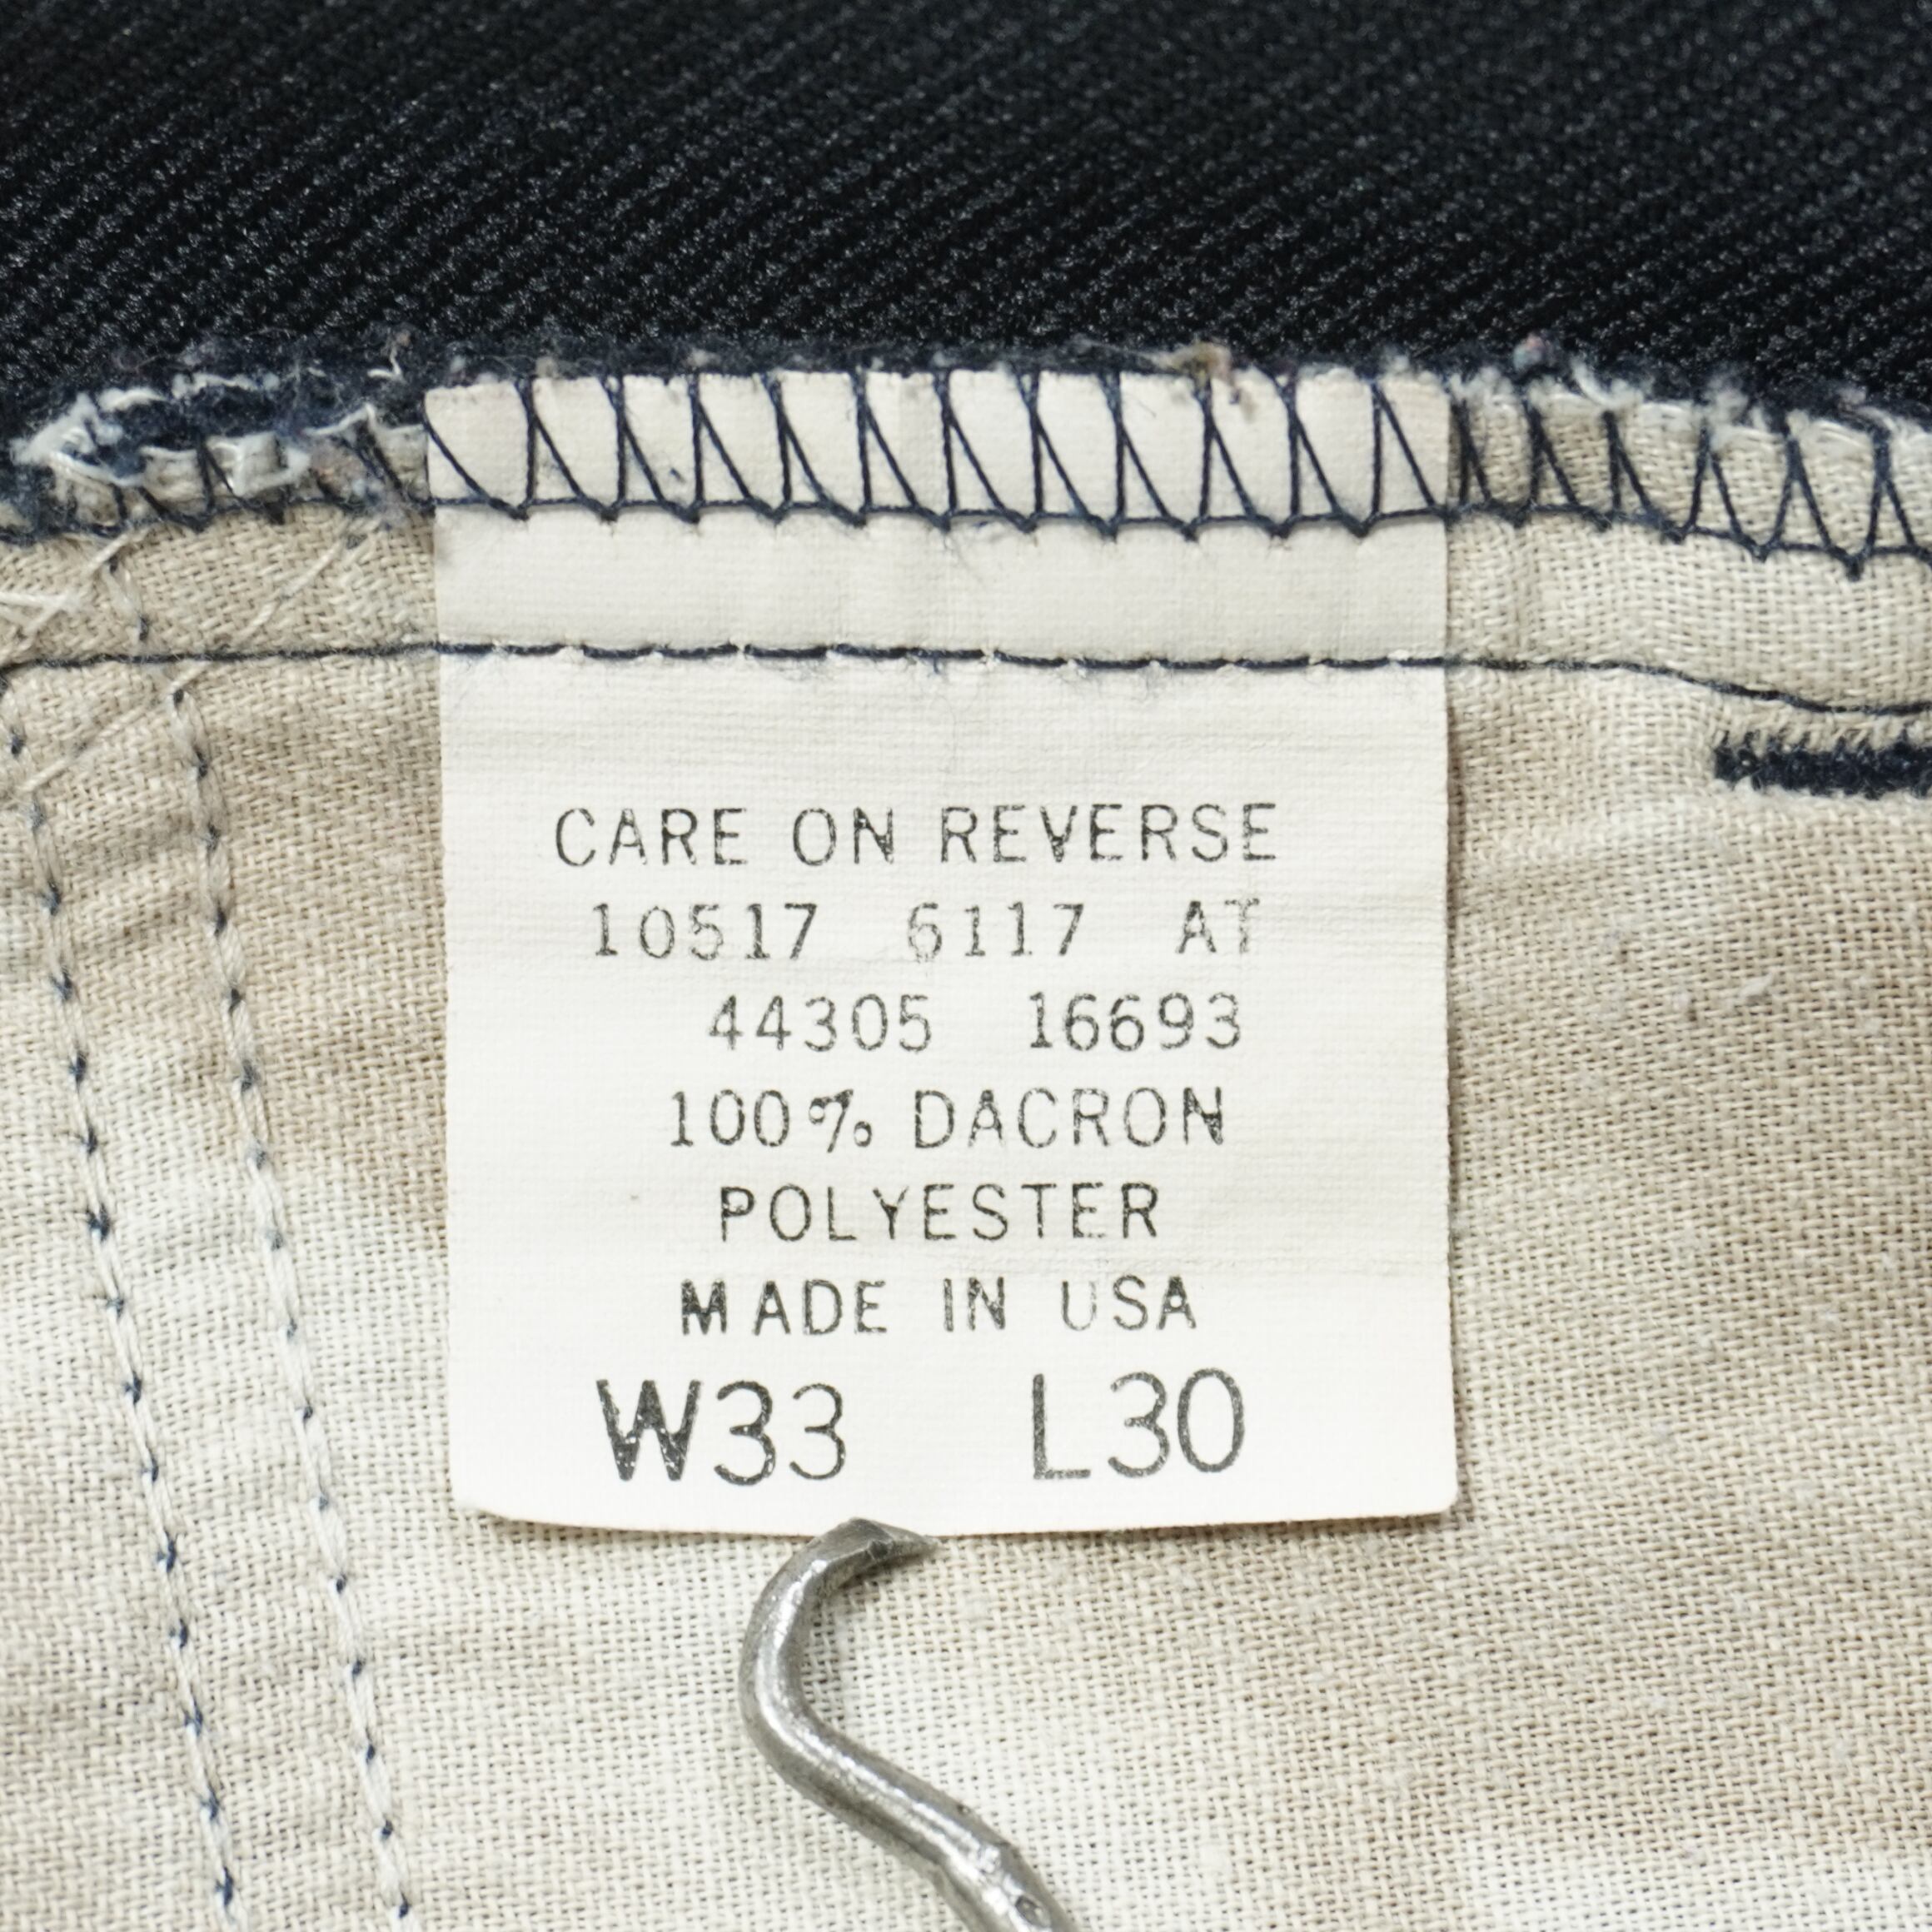 CARE ON REVERSE
10517 6117 AT
44305 16693
100% DACRON
POLYESTER
MADE IN USA
W33 L30